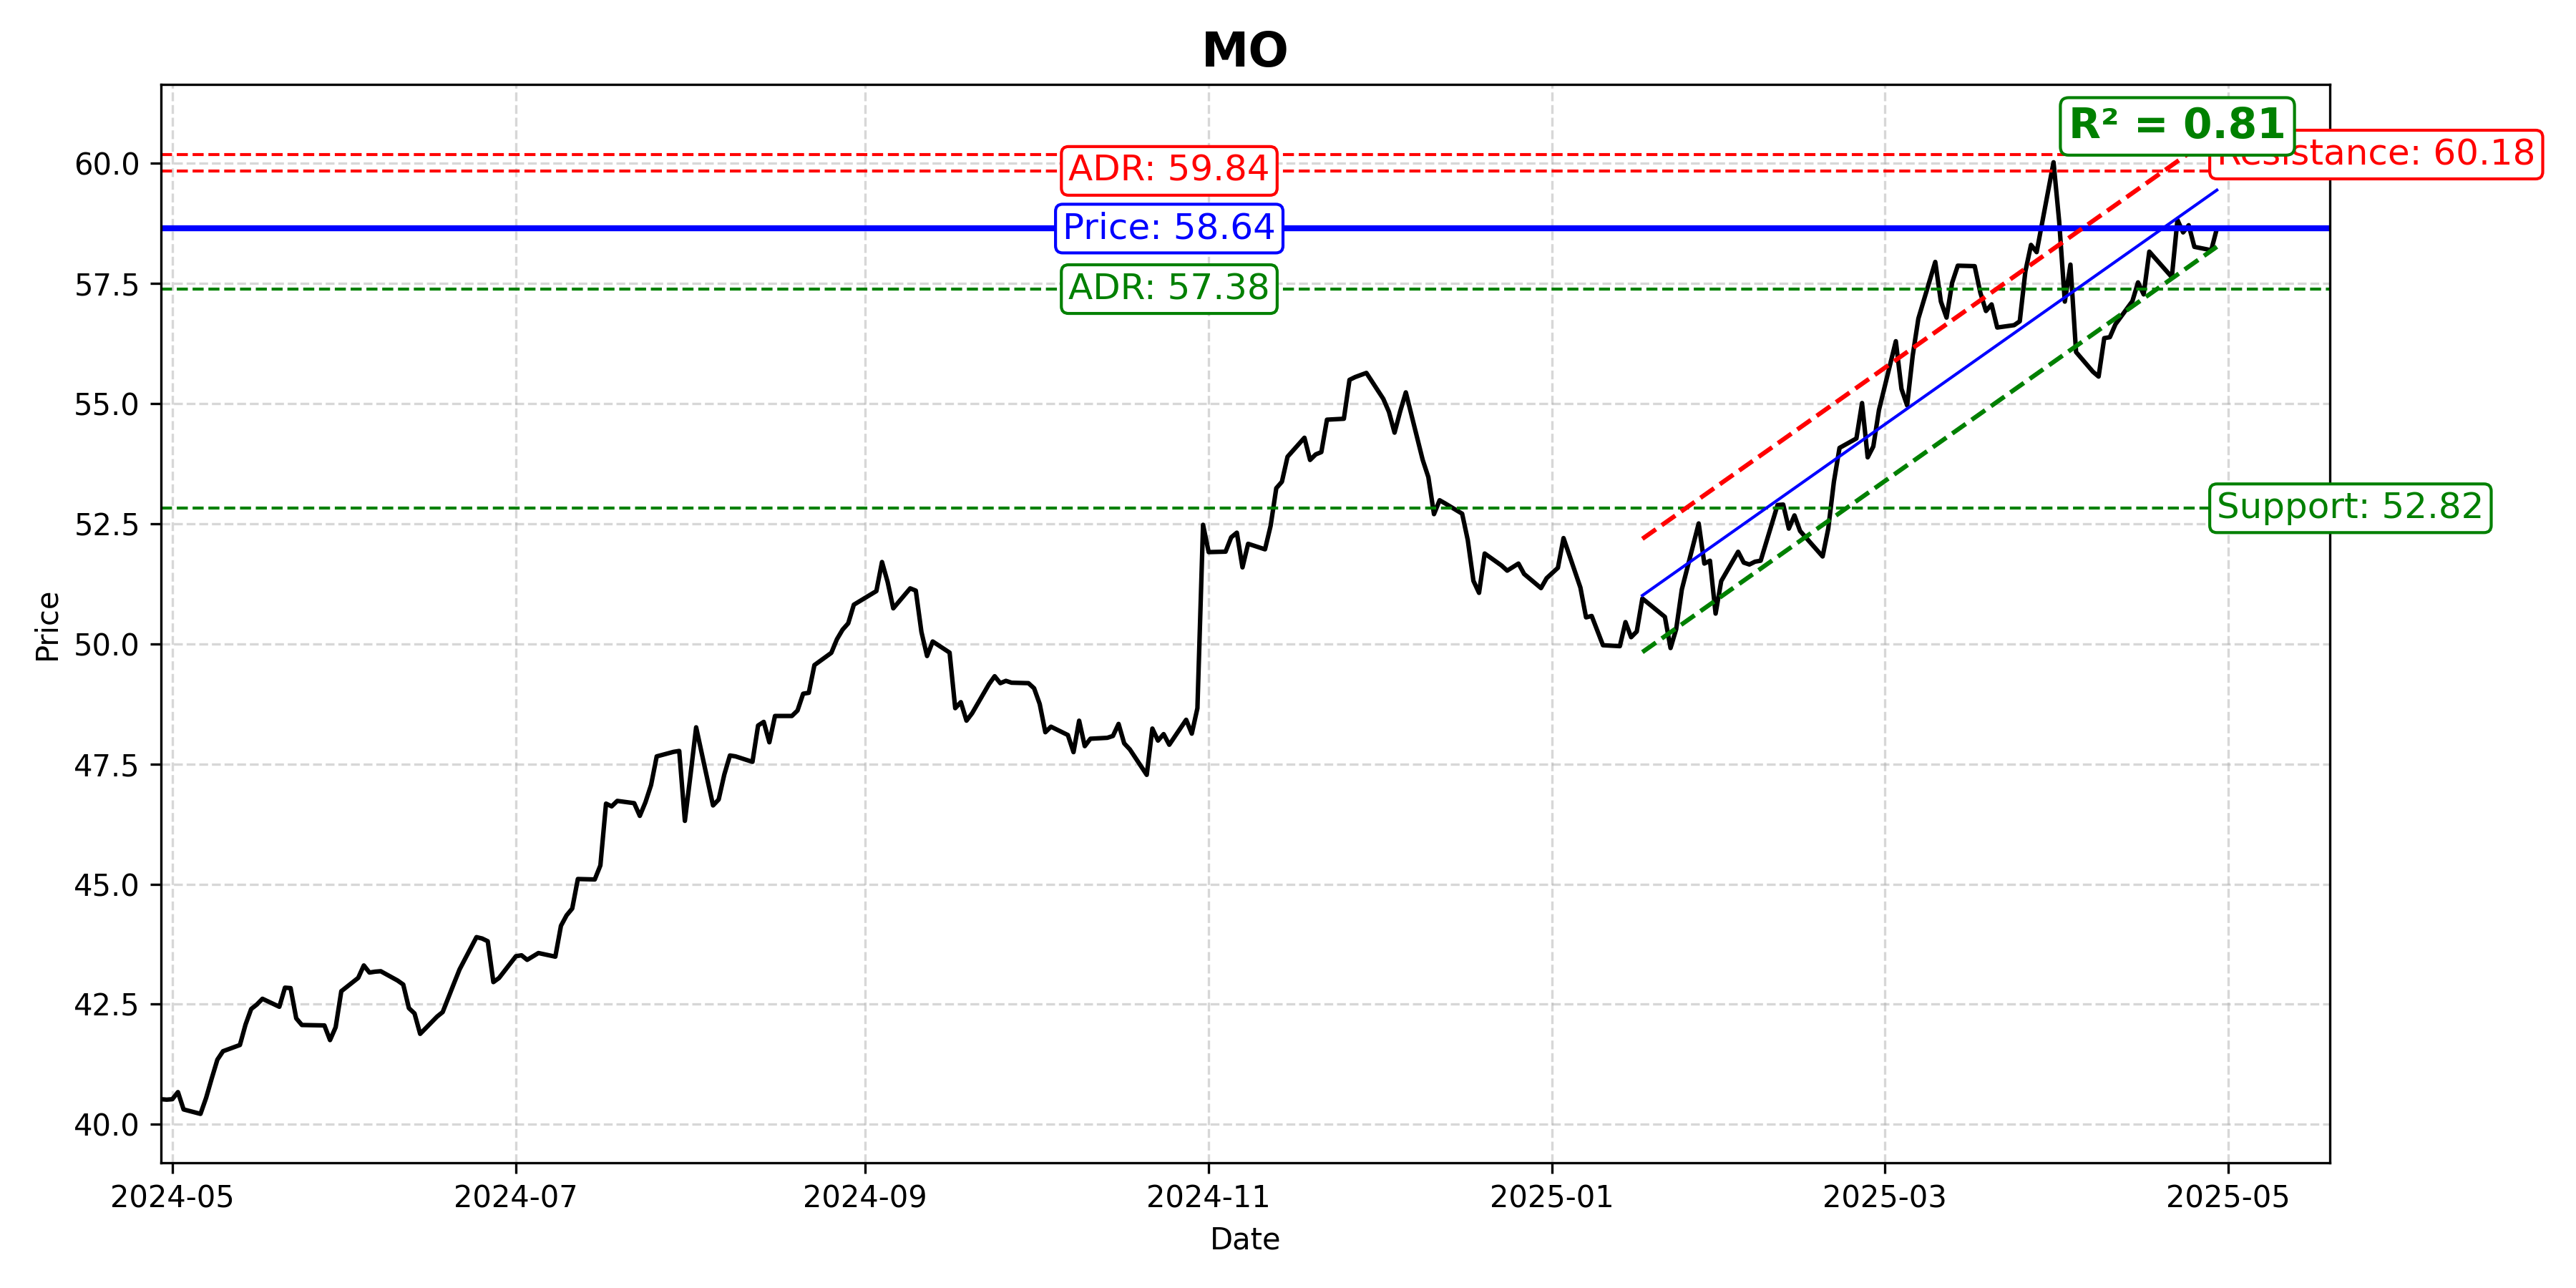 MO
R² = 0.81
Resistance: 60.18
ADR: 59.84
Price: 58.64
ADR: 57.38
Support: 52.82
Price
60.0
57.5
55.0
52.5
50.0
47.5
45.0
42.5
40.0
2024-05 2024-07 2024-09 2024-11 2025-01 2025-03 2025-05
Date